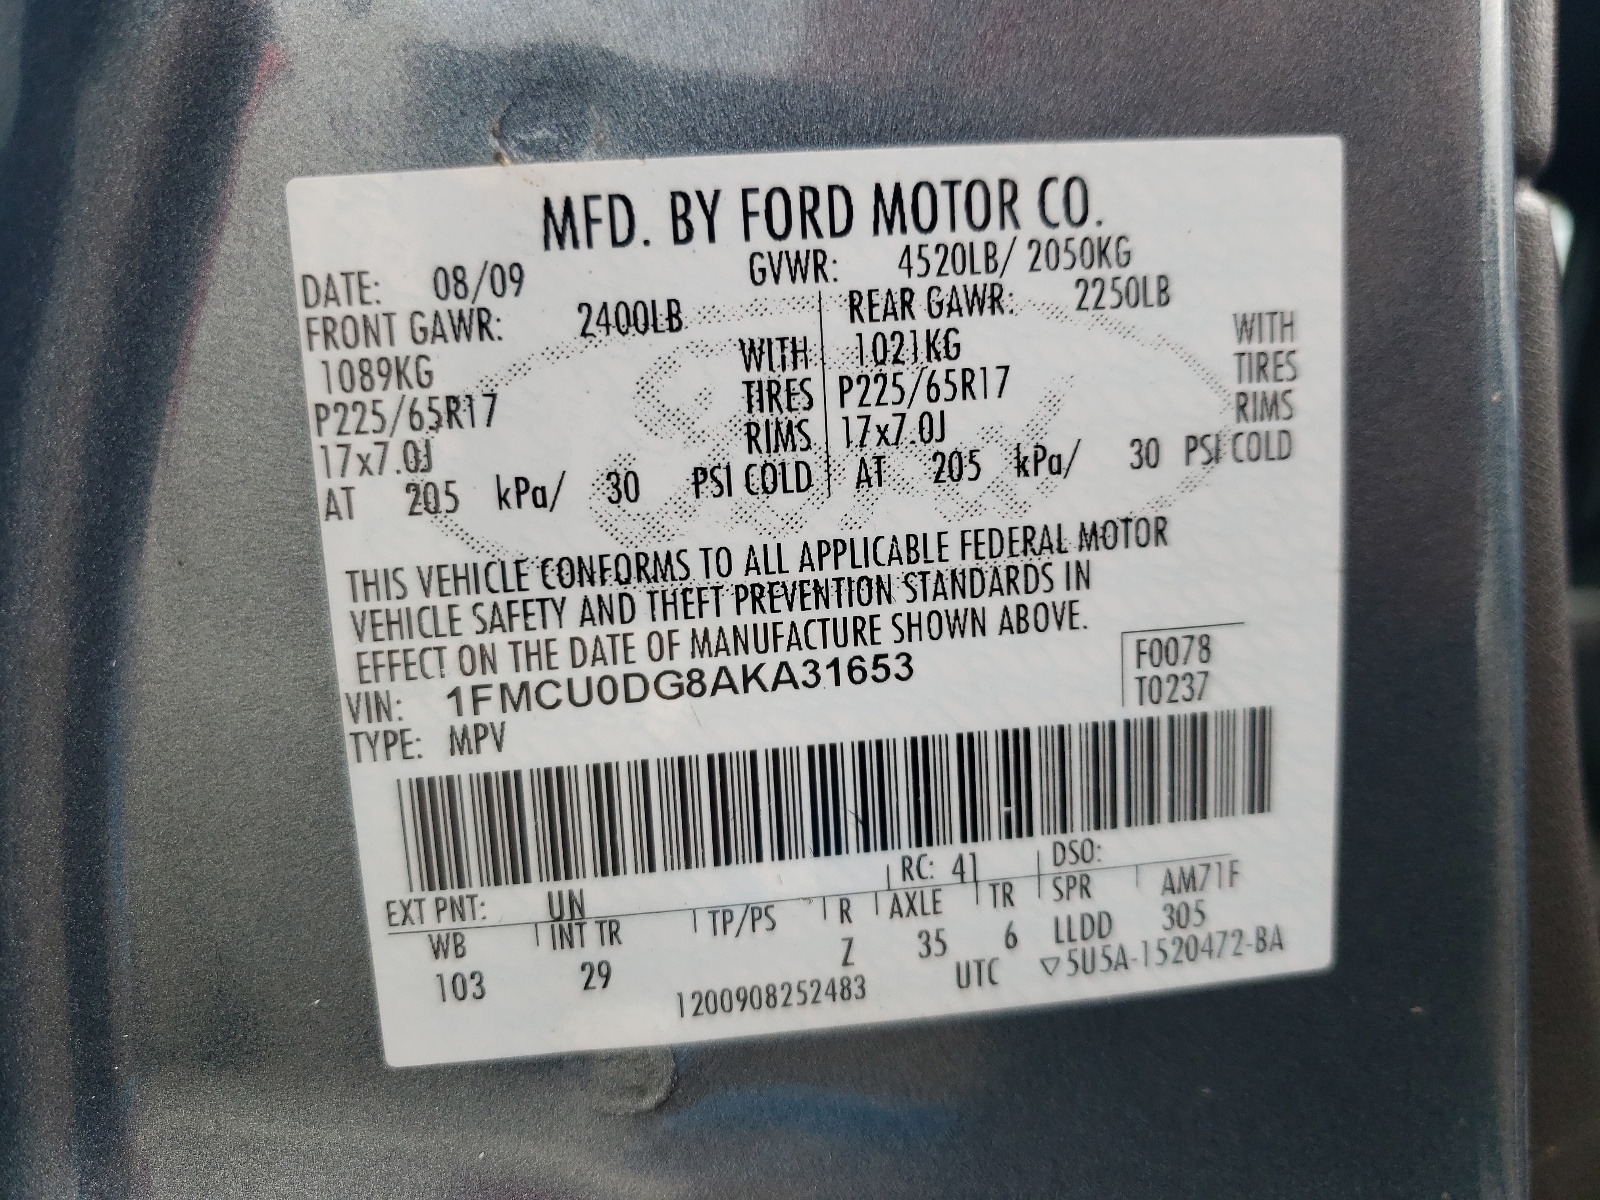 MFD. BY FORD MOTOR CO.
DATE: 08/09 GVWR: 4520LB/ 2050KG
FRONT GAWR: 2400LB REAR GAWR: 2250LB
1089KG WITH 1021KG WITH
P225/65R17 TIRES P225/65R17 TIRES
17x7.0J RIMS 17x7.0J RIMS
AT 205 kPa/ 30 PSI COLD AT 205 kPa/ 30 PSI COLD
THIS VEHICLE CONFORMS TO ALL APPLICABLE FEDERAL MOTOR
VEHICLE SAFETY AND THEFT PREVENTION STANDARDS IN
EFFECT ON THE DATE OF MANUFACTURE SHOWN ABOVE.
VIN: 1FMCU0DG8AKA31653 F0078
TYPE: MPV T0237
EXT PNT: UN RC: 41 DSO:
WB INT TR TP/PS R AXLE TR SPR AM71F
103 29 Z 35 6 LLDD 305
1200908252483 UTC ▽5U5A-1520472-BA